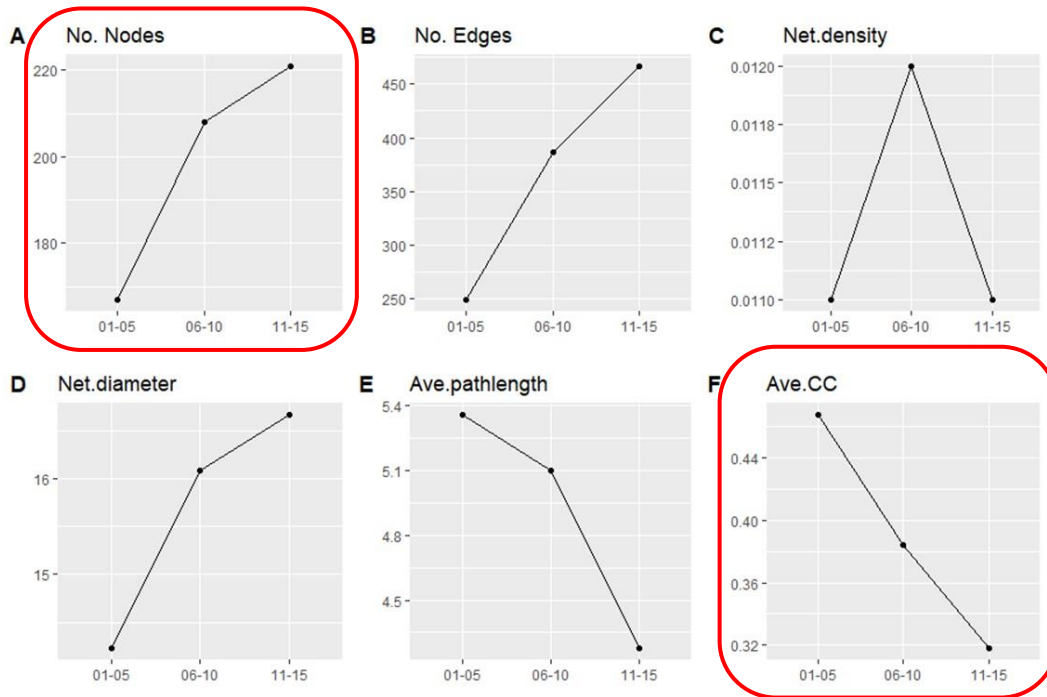 A No. Nodes
220
200
180
01-05 06-10 11-15
B No. Edges
450
400
350
300
250
01-05 06-10 11-15
C Net.density
0.0120
0.0118
0.0115
0.0112
0.0110
01-05 06-10 11-15
D Net.diameter
16
15
01-05 06-10 11-15
E Ave.pathlength
5.4
5.1
4.8
4.5
01-05 06-10 11-15
F Ave.CC
0.44
0.40
0.36
0.32
01-05 06-10 11-15